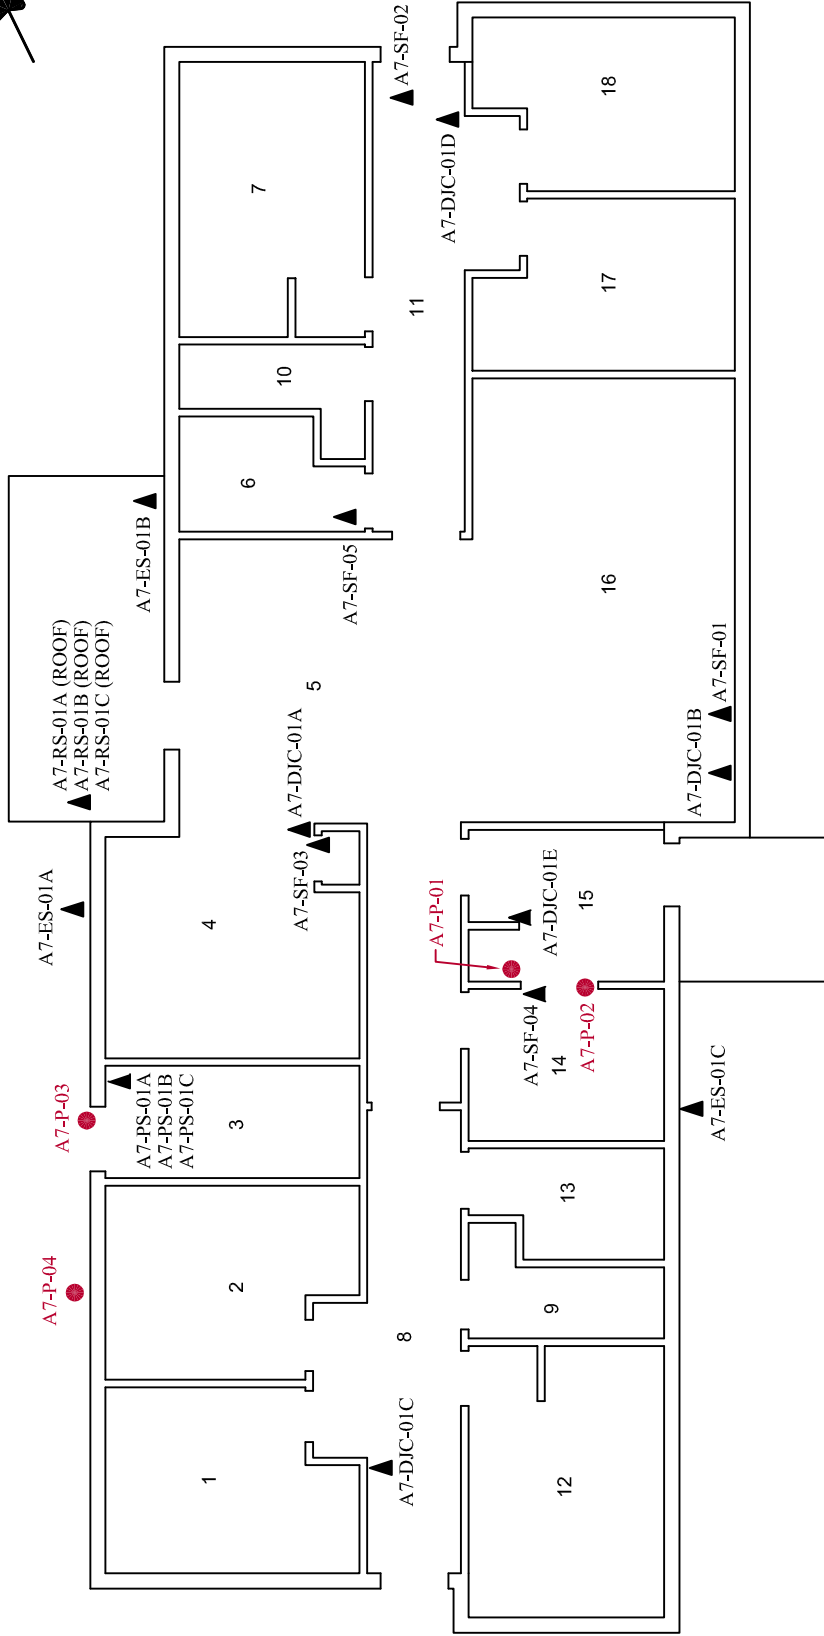 A7-RS-01A (ROOF)
A7-RS-01B (ROOF)
A7-RS-01C (ROOF)
A7-P-04
A7-P-03
A7-ES-01A
A7-ES-01B
A7-PS-01A
A7-PS-01B
A7-PS-01C
1
2
3
4
5
6
10
7
A7-SF-03
A7-DJC-01A
A7-SF-05
A7-SF-02
A7-DJC-01C
8
11
A7-P-01
A7-DJC-01D
A7-SF-04
A7-DJC-01E
12
9
13
14
A7-P-02
15
16
17
18
A7-ES-01C
A7-DJC-01B
A7-SF-01